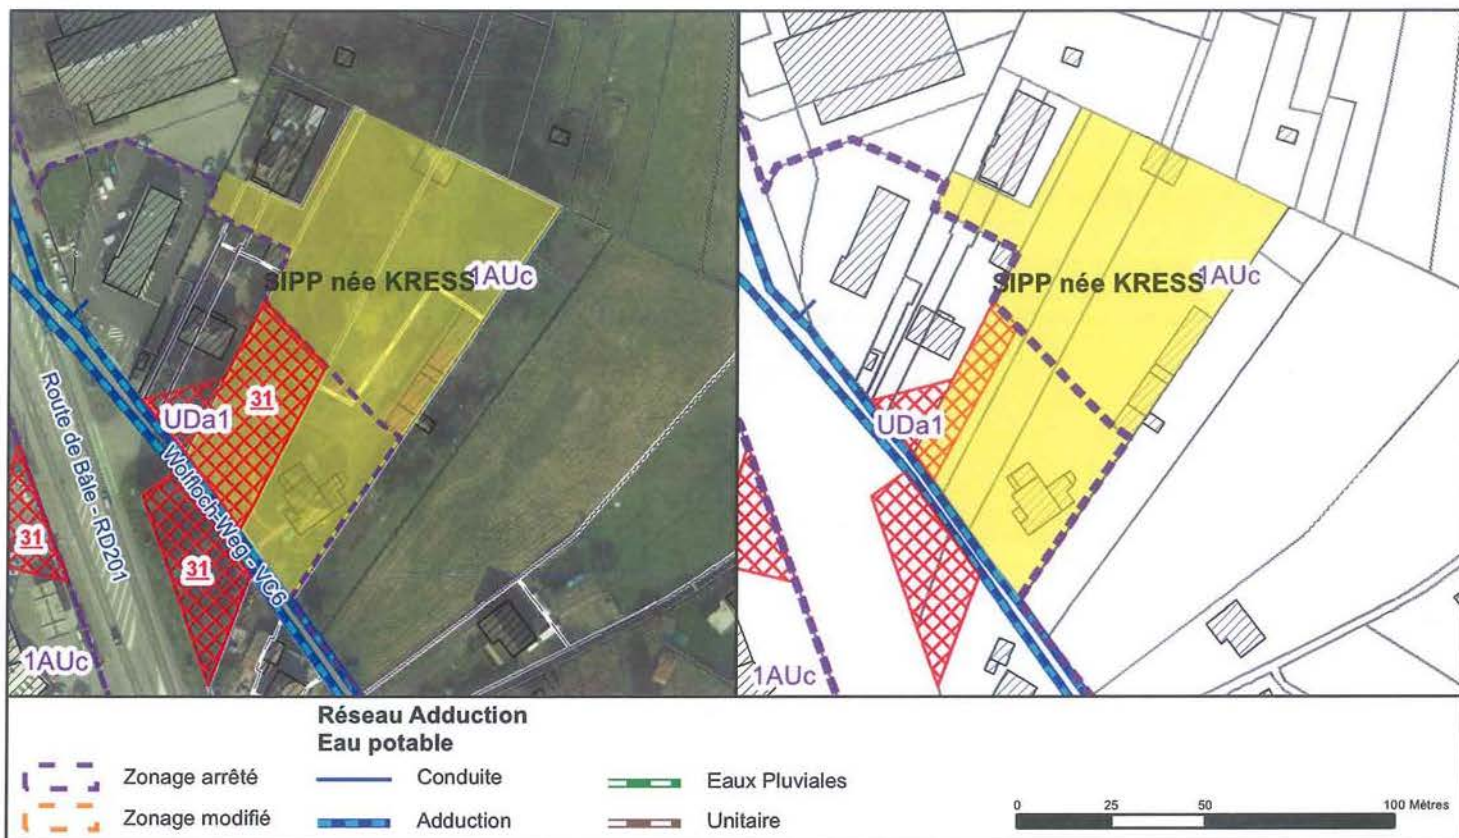 SIPP née KRESS
1AUc
31
UDa1
Route de Bâle - RD201
Wolfloch-Weg - VC6
31
31
1AUc
SIPP née KRESS
1AUc
UDa1
1AUc
Réseau Adduction
Eau potable
Zonage arrêté
Conduite
Eaux Pluviales
Zonage modifié
Adduction
Unitaire
0 25 50 100 Mètres